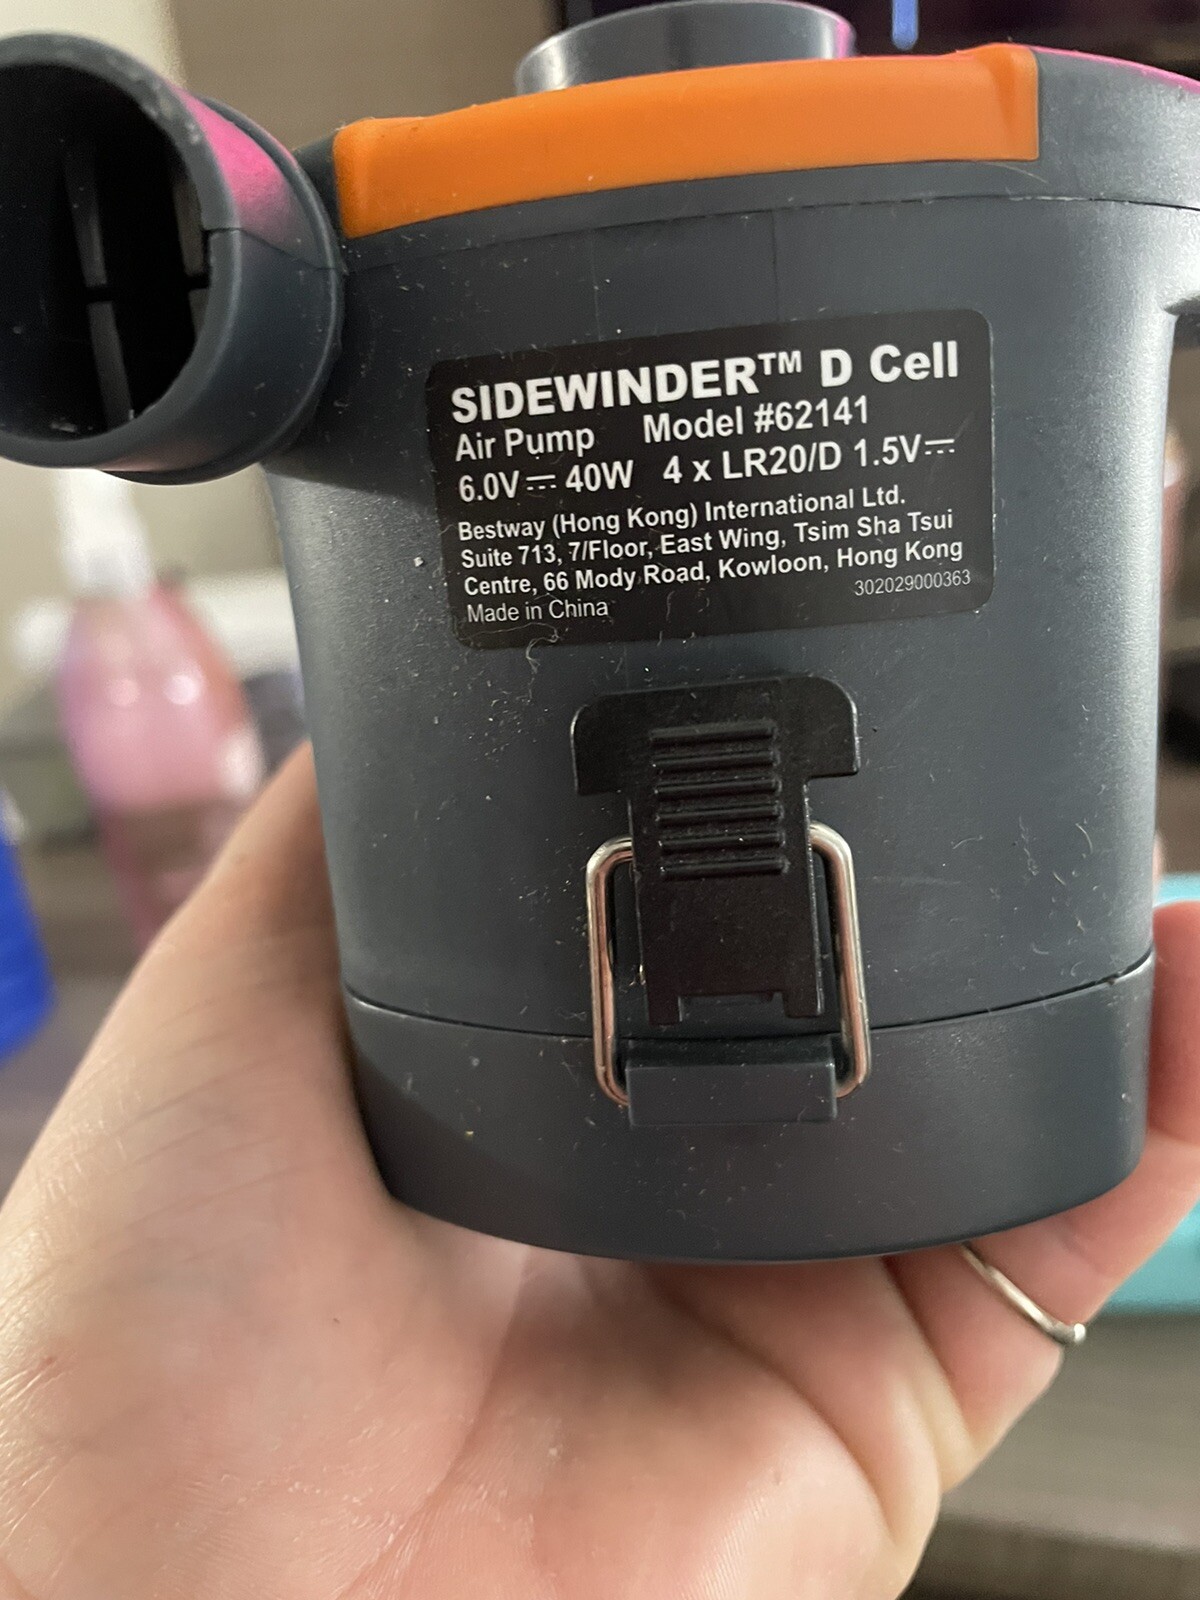 SIDEWINDER™ D Cell
Air Pump Model #62141
6.0V⎓ 40W 4 x LR20/D 1.5V⎓
Bestway (Hong Kong) International Ltd.
Suite 713, 7/Floor, East Wing, Tsim Sha Tsui
Centre, 66 Mody Road, Kowloon, Hong Kong
Made in China 302029000363